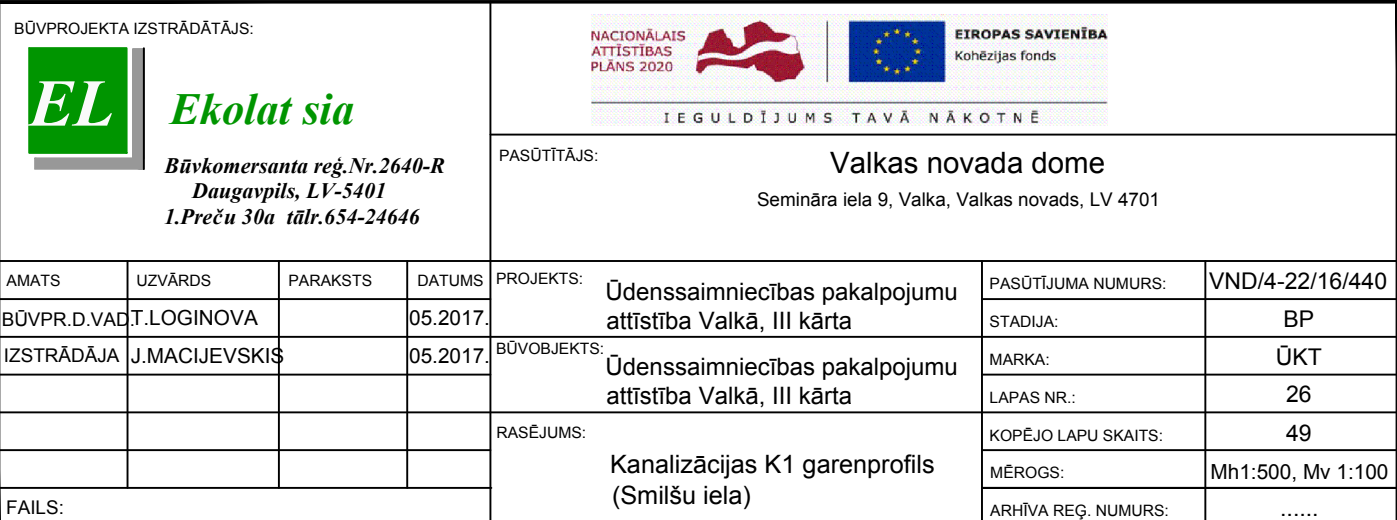 BŪVPROJEKTA IZSTRĀDĀTĀJS:
EL
Ekolat sia
Būvkomersanta reģ.Nr.2640-R
Daugavpils, LV-5401
1.Preču 30a tālr.654-24646
NACIONĀLAIS
ATTĪSTĪBAS
PLĀNS 2020
EIROPAS SAVIENĪBA
Kohēzijas fonds
IEGULDĪJUMS TAVĀ NĀKOTNĒ
PASŪTĪTĀJS:
Valkas novada dome
Semināra iela 9, Valka, Valkas novads, LV 4701
AMATS UZVĀRDS PARAKSTS DATUMS
BŪVPR.D.VAD. T.LOGINOVA 05.2017.
IZSTRĀDĀJA J.MACIJEVSKIS 05.2017.
FAILS:
PROJEKTS:
Ūdenssaimniecības pakalpojumu
attīstība Valkā, III kārta
BŪVOBJEKTS:
Ūdenssaimniecības pakalpojumu
attīstība Valkā, III kārta
RASĒJUMS:
Kanalizācijas K1 garenprofils
(Smilšu iela)
PASŪTĪJUMA NUMURS: VND/4-22/16/440
STADIJA: BP
MARKA: ŪKT
LAPAS NR.: 26
KOPĒJO LAPU SKAITS: 49
MĒROGS: Mh1:500, Mv 1:100
ARHĪVA REĢ. NUMURS: ......